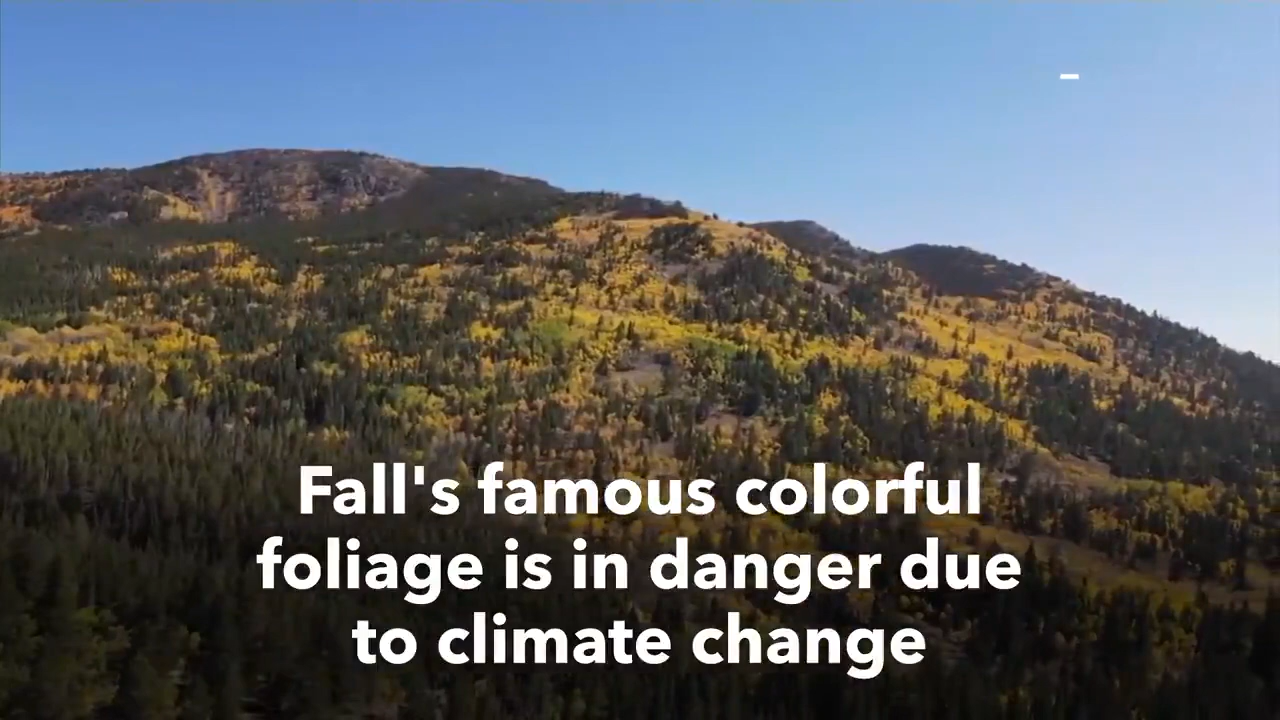 Fall's famous colorful
foliage is in danger due
to climate change